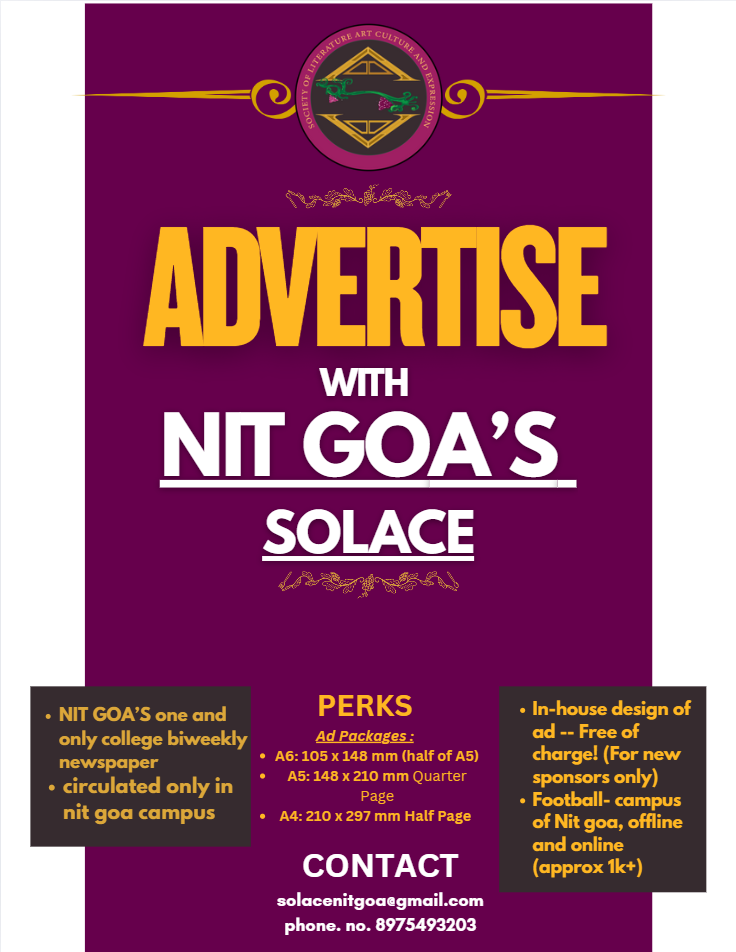 SOCIETY OF LITERATURE ART CULTURE AND EXPRESSION
ADVERTISE
WITH
NIT GOA’S
SOLACE
• NIT GOA’S one and
only college biweekly
newspaper
• circulated only in
nit goa campus
PERKS
Ad Packages :
• A6: 105 x 148 mm (half of A5)
• A5: 148 x 210 mm Quarter
Page
• A4: 210 x 297 mm Half Page
• In-house design of
ad -- Free of
charge! (For new
sponsors only)
• Football- campus
of Nit goa, offline
and online
(approx 1k+)
CONTACT
solacenitgoa@gmail.com
phone. no. 8975493203